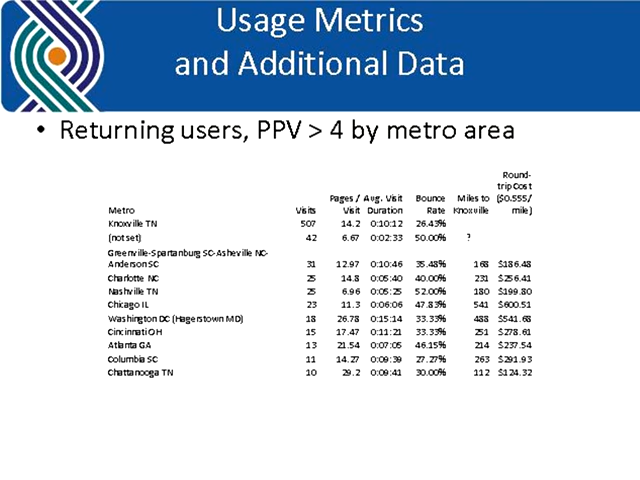 Usage Metrics
and Additional Data
• Returning users, PPV > 4 by metro area
Round-
trip Cost
Pages / Avg. Visit Bounce Miles to ($0.555/
Metro Visits Visit Duration Rate Knoxville mile)
Knoxville TN 507 14.2 0:10:12 26.43%
(not set) 42 6.67 0:02:33 50.00% ?
Greenville-Spartanburg SC-Asheville NC-
Anderson SC 31 12.97 0:10:46 35.48% 168 $186.48
Charlotte NC 25 14.8 0:05:40 40.00% 231 $256.41
Nashville TN 25 6.96 0:05:25 52.00% 180 $199.80
Chicago IL 23 11.3 0:06:06 47.83% 541 $600.51
Washington DC (Hagerstown MD) 18 26.78 0:15:14 33.33% 488 $541.68
Cincinnati OH 15 17.47 0:11:21 33.33% 251 $278.61
Atlanta GA 13 21.54 0:07:05 46.15% 214 $237.54
Columbia SC 11 14.27 0:09:39 27.27% 263 $291.93
Chattanooga TN 10 29.2 0:09:41 30.00% 112 $124.32